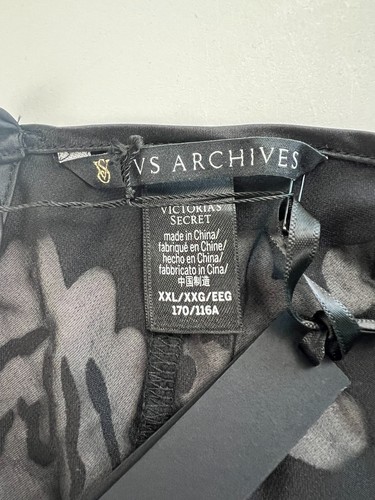 VS ARCHIVES
VICTORIA'S
SECRET
made in China/
fabriqué en Chine/
hecho en China/
fabbricato in Cina/
中国制造
XXL/XXG/EEG
170/116A